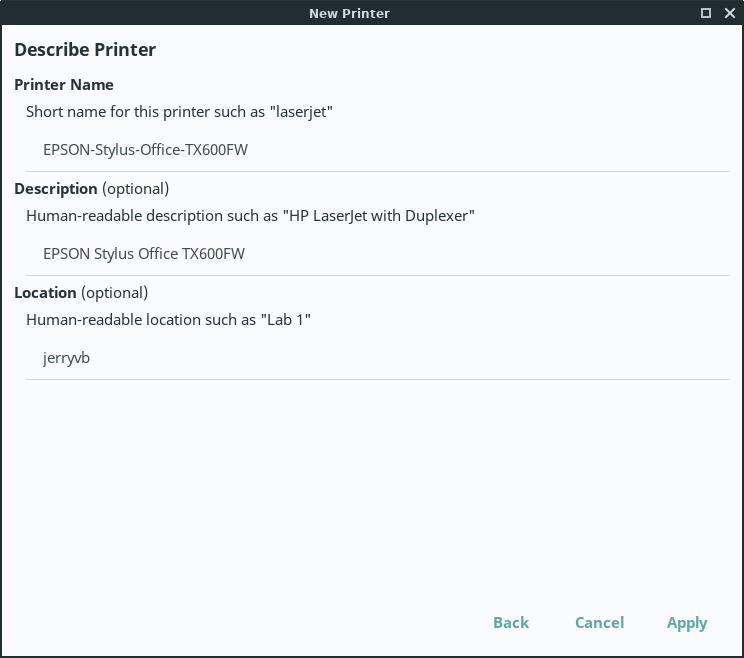 New Printer
Describe Printer
Printer Name
Short name for this printer such as "laserjet"
EPSON-Stylus-Office-TX600FW
Description (optional)
Human-readable description such as "HP LaserJet with Duplexer"
EPSON Stylus Office TX600FW
Location (optional)
Human-readable location such as "Lab 1"
jerryvb
Back Cancel Apply